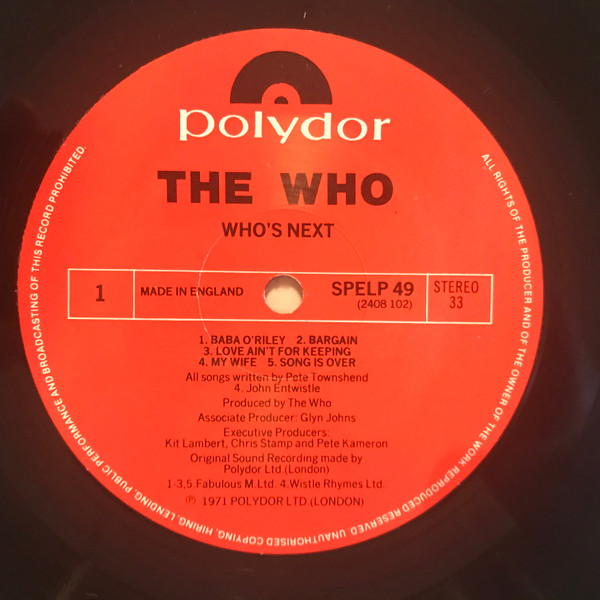 polydor
THE WHO
WHO'S NEXT
1
MADE IN ENGLAND
SPELP 49
(2408 102)
STEREO
33
1. BABA O'RILEY 2. BARGAIN
3. LOVE AIN'T FOR KEEPING
4. MY WIFE 5. SONG IS OVER
All songs written by Pete Townshend
4. John Entwistle
Produced by The Who
Associate Producer: Glyn Johns
Executive Producers:
Kit Lambert, Chris Stamp and Pete Kameron
Original Sound Recording made by
Polydor Ltd.(London)
1-3,5.Fabulous M.Ltd. 4.Wistle Rhymes Ltd.
℗ 1971 POLYDOR LTD.(LONDON)
ALL RIGHTS OF THE PRODUCER AND OF THE OWNER OF THE WORK REPRODUCED RESERVED. UNAUTHORISED COPYING, HIRING, LENDING, PUBLIC PERFORMANCE AND BROADCASTING OF THIS RECORD PROHIBITED.